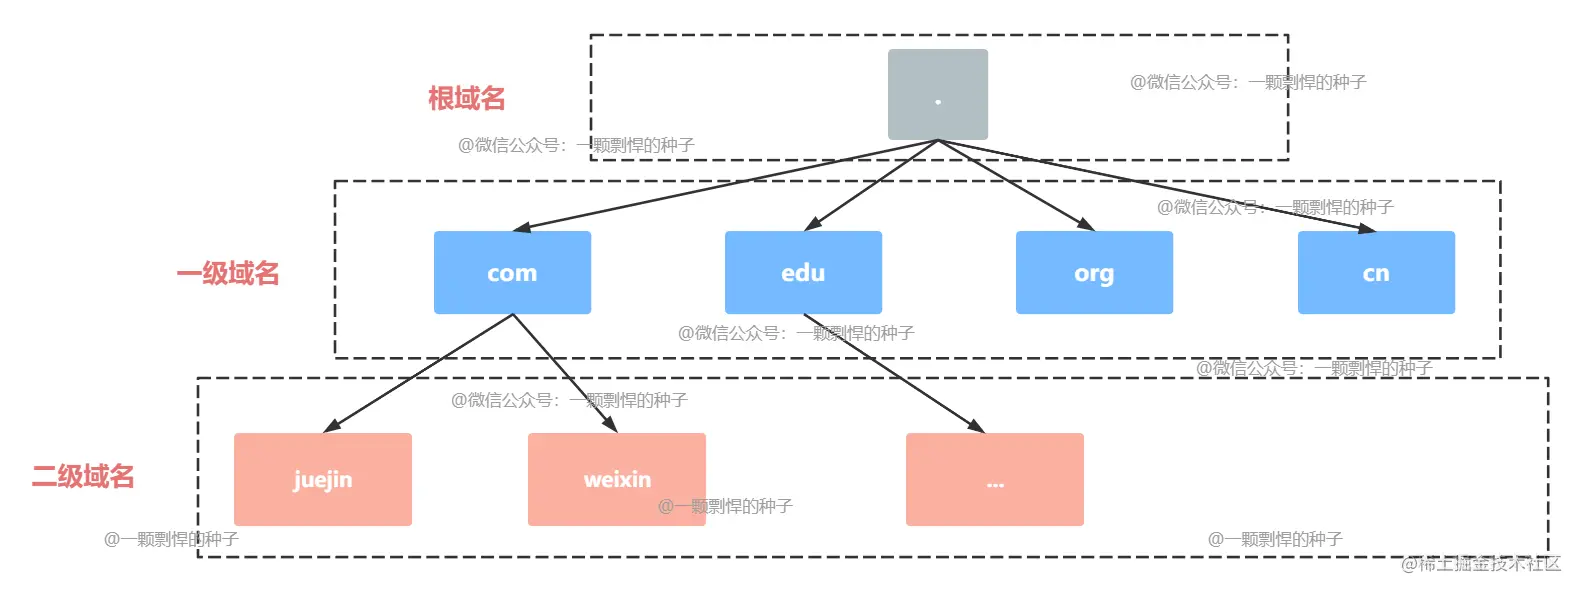 @微信公众号：一颗剽悍的种子
根域名
.
@微信公众号：一颗剽悍的种子
@微信公众号：一颗剽悍的种子
一级域名
com
edu
org
cn
@微信公众号：一颗剽悍的种子
@微信公众号：一颗剽悍的种子
@微信公众号：一颗剽悍的种子
二级域名
juejin
weixin
...
@一颗剽悍的种子
@一颗剽悍的种子
@一颗剽悍的种子
@稀土掘金技术社区